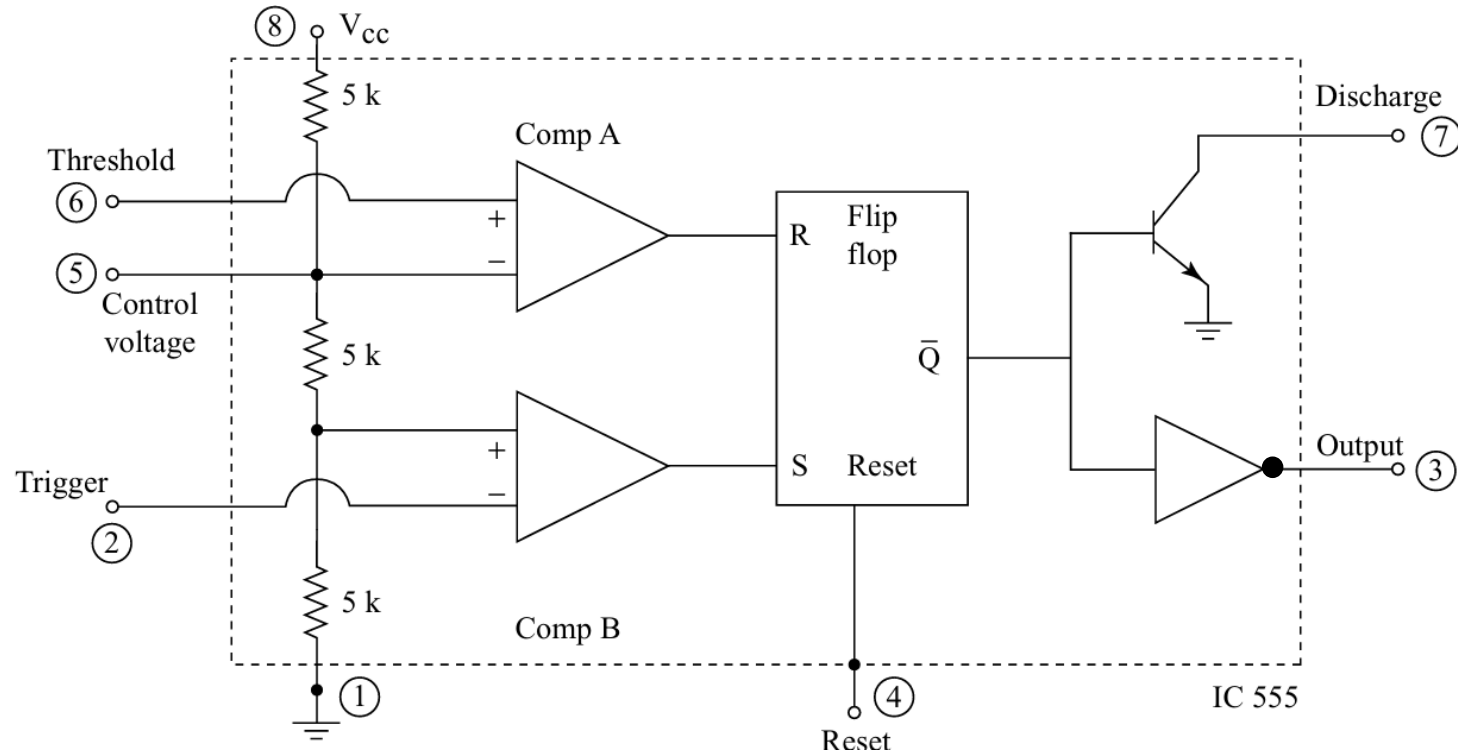 ⑧ Vcc
5 k
Discharge
⑦
Comp A
Threshold
⑥
+
−
R
Flip
flop
⑤
Control
voltage
5 k
Q̅
+
−
S
Reset
Output
③
Trigger
②
5 k
Comp B
①
④
Reset
IC 555